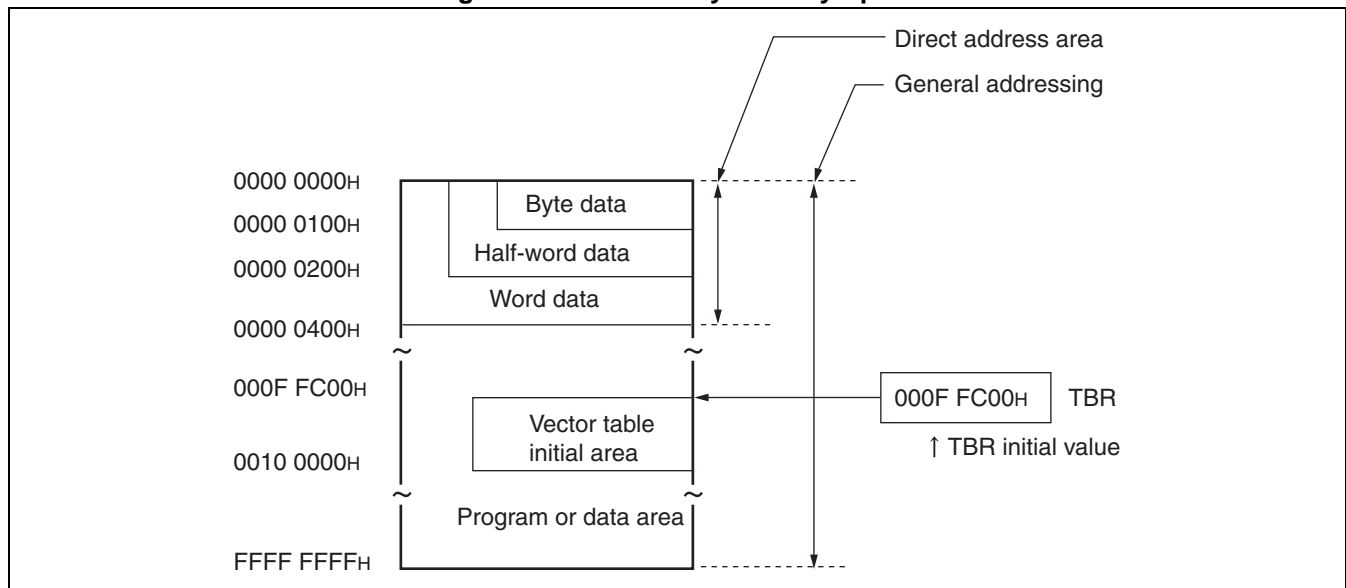 Direct address area
General addressing
0000 0000H
Byte data
0000 0100H
Half-word data
0000 0200H
Word data
0000 0400H
~ ~
000F FC00H
000F FC00H TBR
Vector table
initial area
↑ TBR initial value
0010 0000H
~ ~
Program or data area
FFFF FFFFH